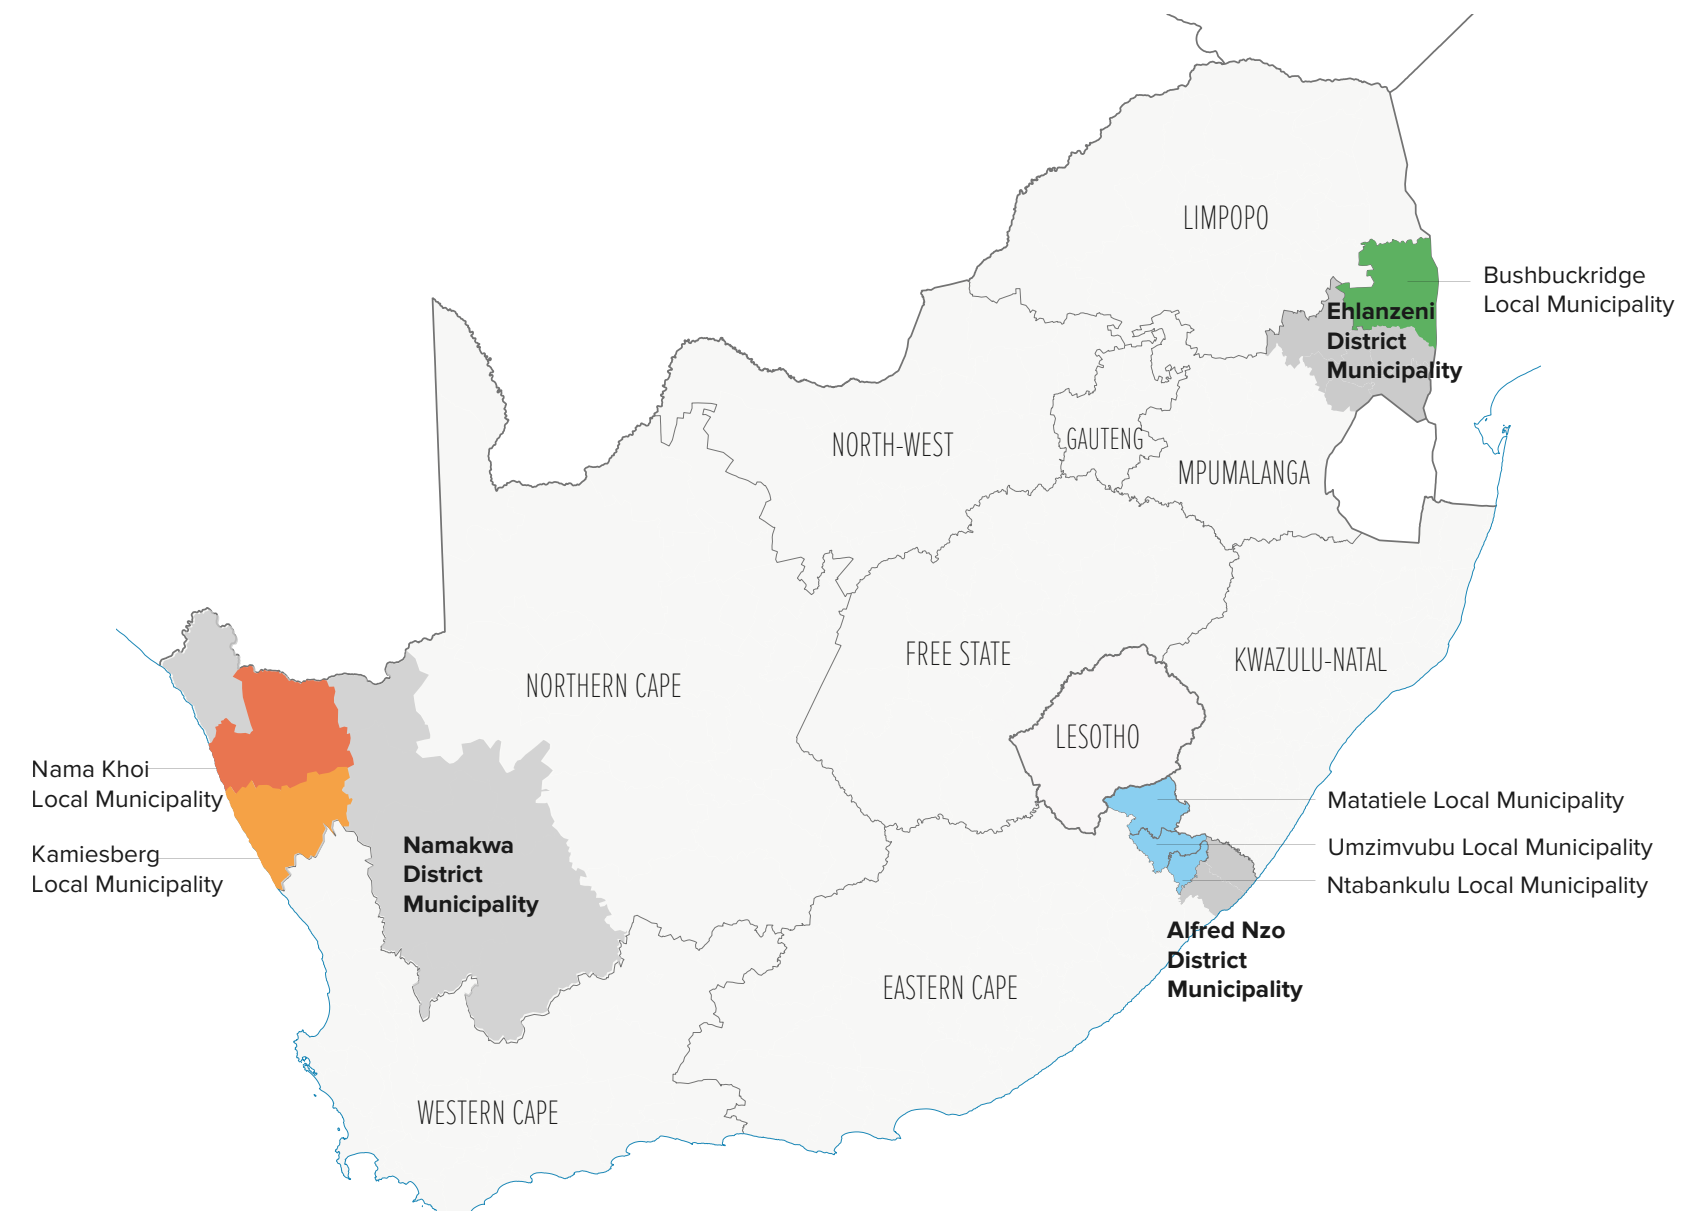 LIMPOPO
Bushbuckridge
Local Municipality
Ehlanzeni
District
Municipality
NORTH-WEST
GAUTENG
MPUMALANGA
FREE STATE
KWAZULU-NATAL
NORTHERN CAPE
LESOTHO
Nama Khoi
Local Municipality
Kamiesberg
Local Municipality
Namakwa
District
Municipality
Matatiele Local Municipality
Umzimvubu Local Municipality
Ntabankulu Local Municipality
Alfred Nzo
District
Municipality
EASTERN CAPE
WESTERN CAPE